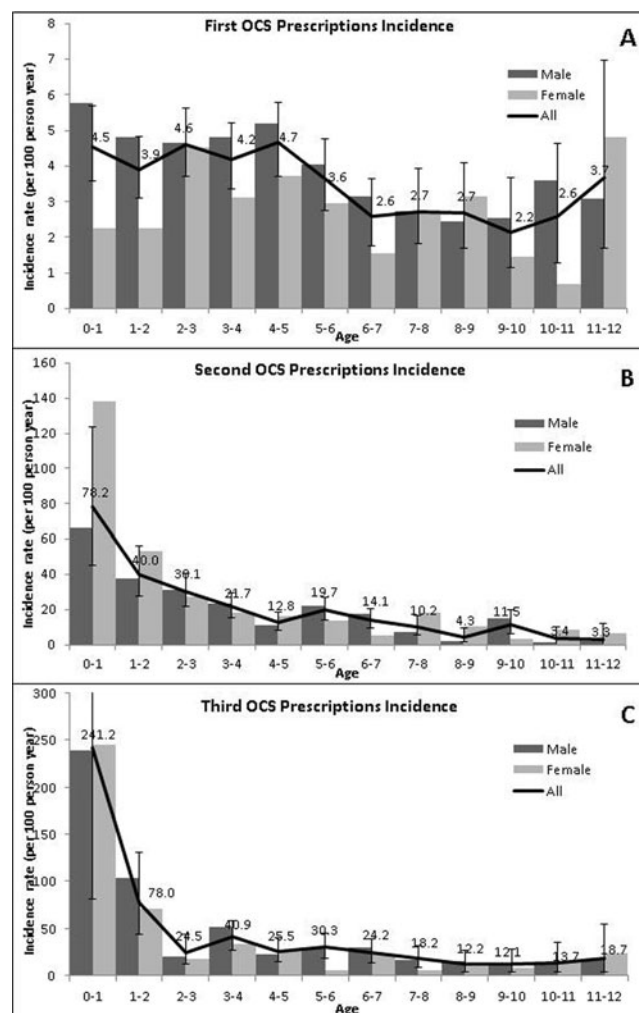 First OCS Prescriptions Incidence
A
Incidence rate (per 100 person year)
8
7
6
5
4
3
2
1
0
Male
Female
All
4.5
3.9
4.6
4.2
4.7
3.6
2.6
2.7
2.7
2.2
2.6
3.7
0-1 1-2 2-3 3-4 4-5 5-6 6-7 7-8 8-9 9-10 10-11 11-12
Age
Second OCS Prescriptions Incidence
B
Incidence rate (per 100 person year)
160
140
120
100
80
60
40
20
0
Male
Female
All
78.2
40.0
30.1
21.7
12.8
19.7
14.1
10.2
4.3
11.5
3.4
3.3
0-1 1-2 2-3 3-4 4-5 5-6 6-7 7-8 8-9 9-10 10-11 11-12
Age
Third OCS Prescriptions Incidence
C
Incidence rate (per 100 person year)
300
250
200
150
100
50
0
Male
Female
All
241.2
78.0
24.5
40.9
25.5
30.3
24.2
18.2
12.2
12.1
13.7
18.7
0-1 1-2 2-3 3-4 4-5 5-6 6-7 7-8 8-9 9-10 10-11 11-12
Age